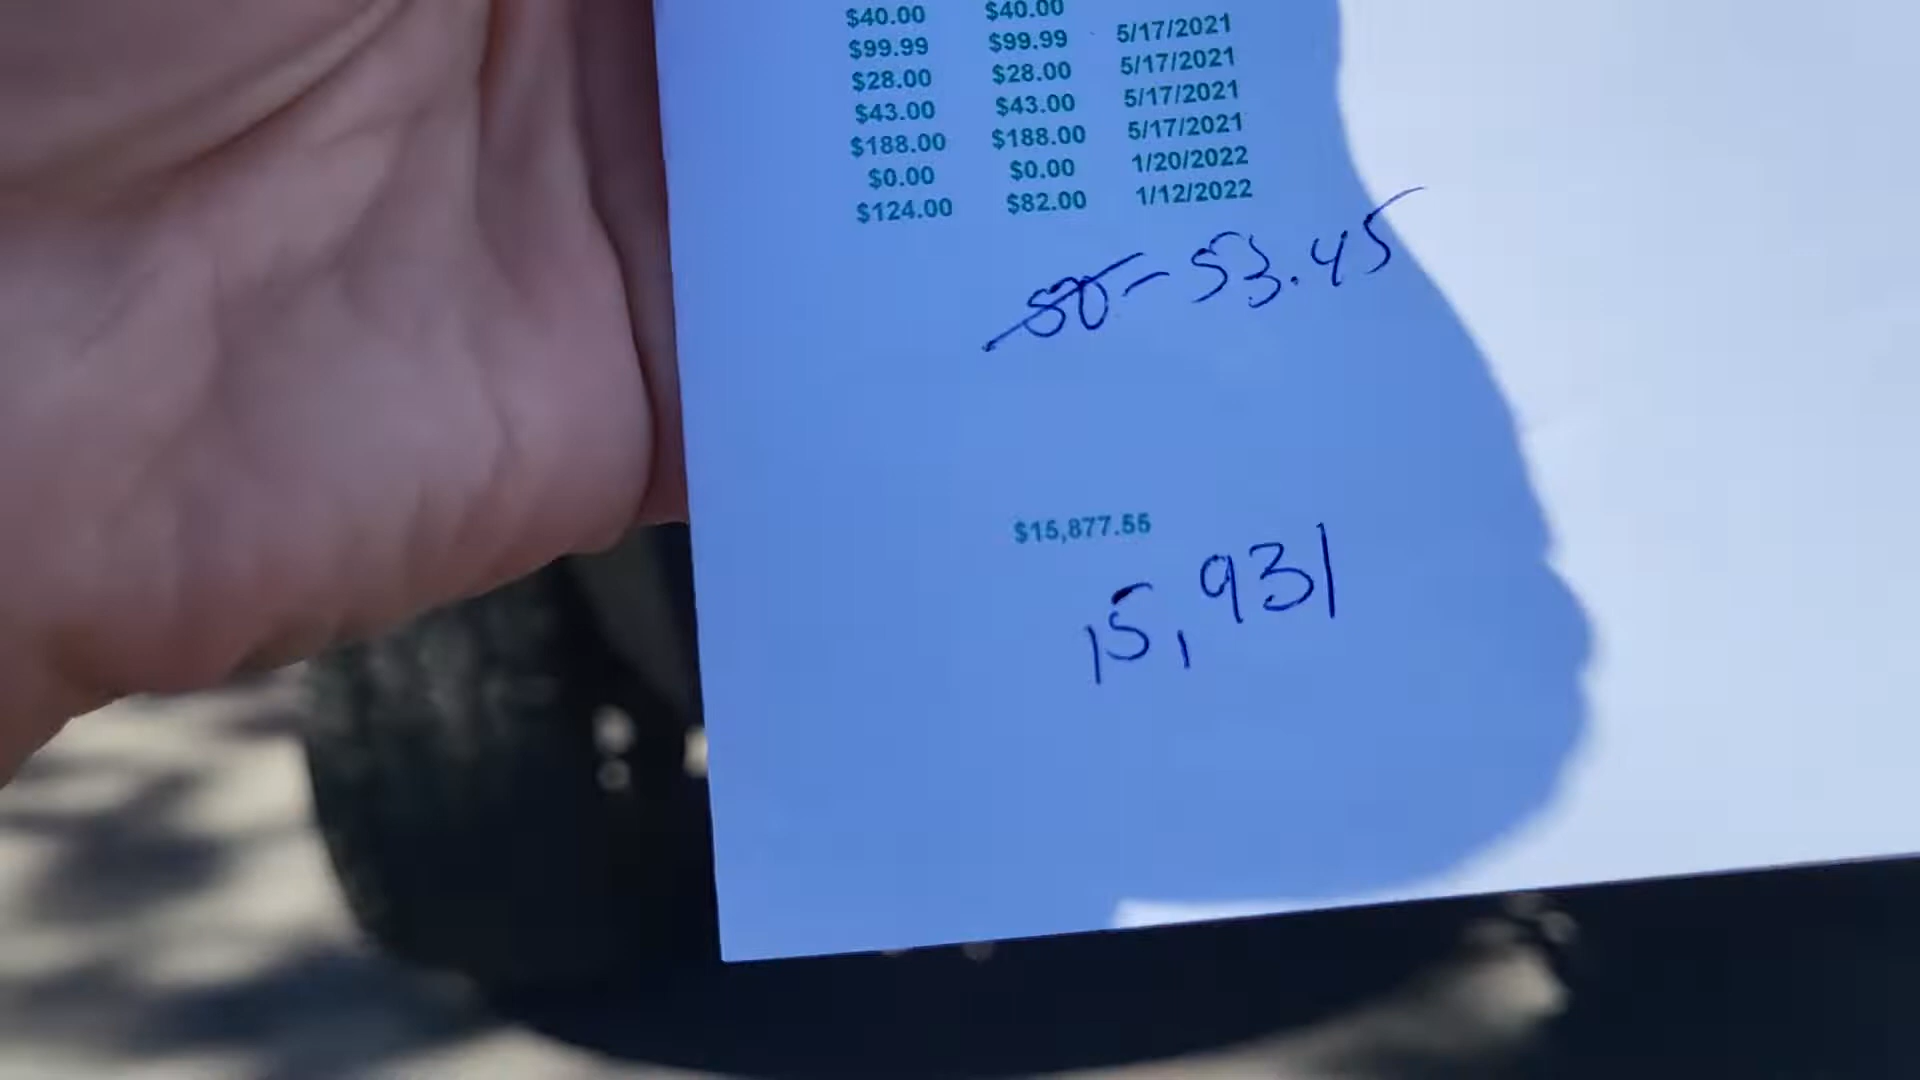 $40.00 $40.00
$99.99 $99.99 5/17/2021
$28.00 $28.00 5/17/2021
$43.00 $43.00 5/17/2021
$188.00 $188.00 5/17/2021
$0.00 $0.00 1/20/2022
$124.00 $82.00 1/12/2022
50 - 53.45
$15,877.55
15,931